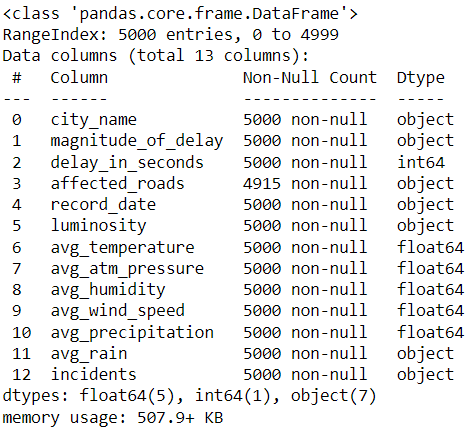 <class 'pandas.core.frame.DataFrame'>
RangeIndex: 5000 entries, 0 to 4999
Data columns (total 13 columns):
 #   Column              Non-Null Count  Dtype
---  ------              --------------  -----
 0   city_name           5000 non-null   object
 1   magnitude_of_delay  5000 non-null   object
 2   delay_in_seconds    5000 non-null   int64
 3   affected_roads      4915 non-null   object
 4   record_date         5000 non-null   object
 5   luminosity          5000 non-null   object
 6   avg_temperature     5000 non-null   float64
 7   avg_atm_pressure    5000 non-null   float64
 8   avg_humidity        5000 non-null   float64
 9   avg_wind_speed      5000 non-null   float64
 10  avg_precipitation   5000 non-null   float64
 11  avg_rain            5000 non-null   object
 12  incidents           5000 non-null   object
dtypes: float64(5), int64(1), object(7)
memory usage: 507.9+ KB